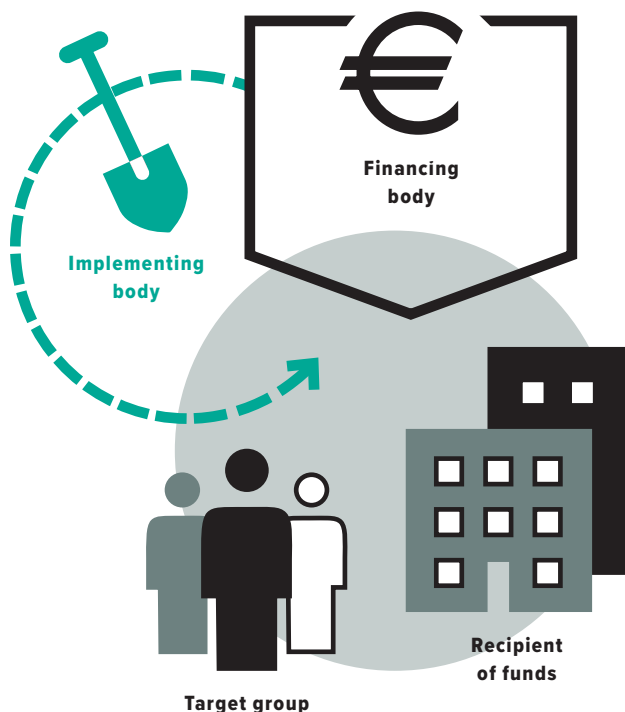 Financing
body
Implementing
body
Recipient
of funds
Target group